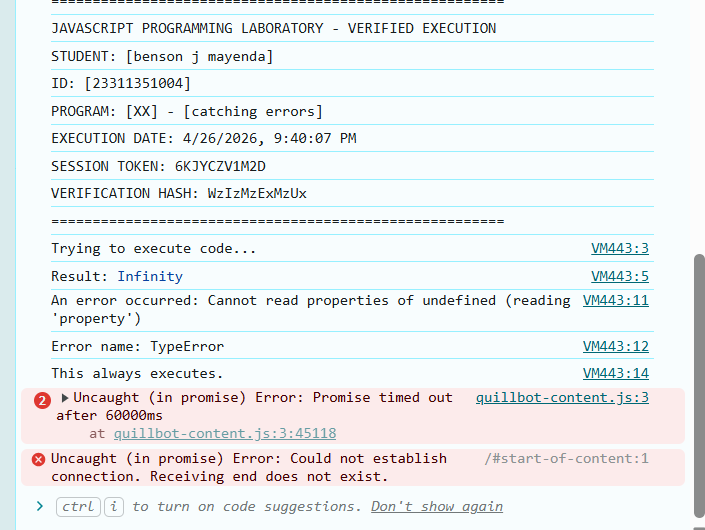 ========================================================
JAVASCRIPT PROGRAMMING LABORATORY - VERIFIED EXECUTION
STUDENT: [benson j mayenda]
ID: [23311351004]
PROGRAM: [XX] - [catching errors]
EXECUTION DATE: 4/26/2026, 9:40:07 PM
SESSION TOKEN: 6KJYCZV1M2D
VERIFICATION HASH: WzIzMzExMzUx
========================================================
Trying to execute code... VM443:3
Result: Infinity VM443:5
An error occurred: Cannot read properties of undefined (reading VM443:11
'property')
Error name: TypeError VM443:12
This always executes. VM443:14
2 Uncaught (in promise) Error: Promise timed out quillbot-content.js:3
after 60000ms
at quillbot-content.js:3:45118
Uncaught (in promise) Error: Could not establish /#start-of-content:1
connection. Receiving end does not exist.
ctrl i to turn on code suggestions. Don't show again